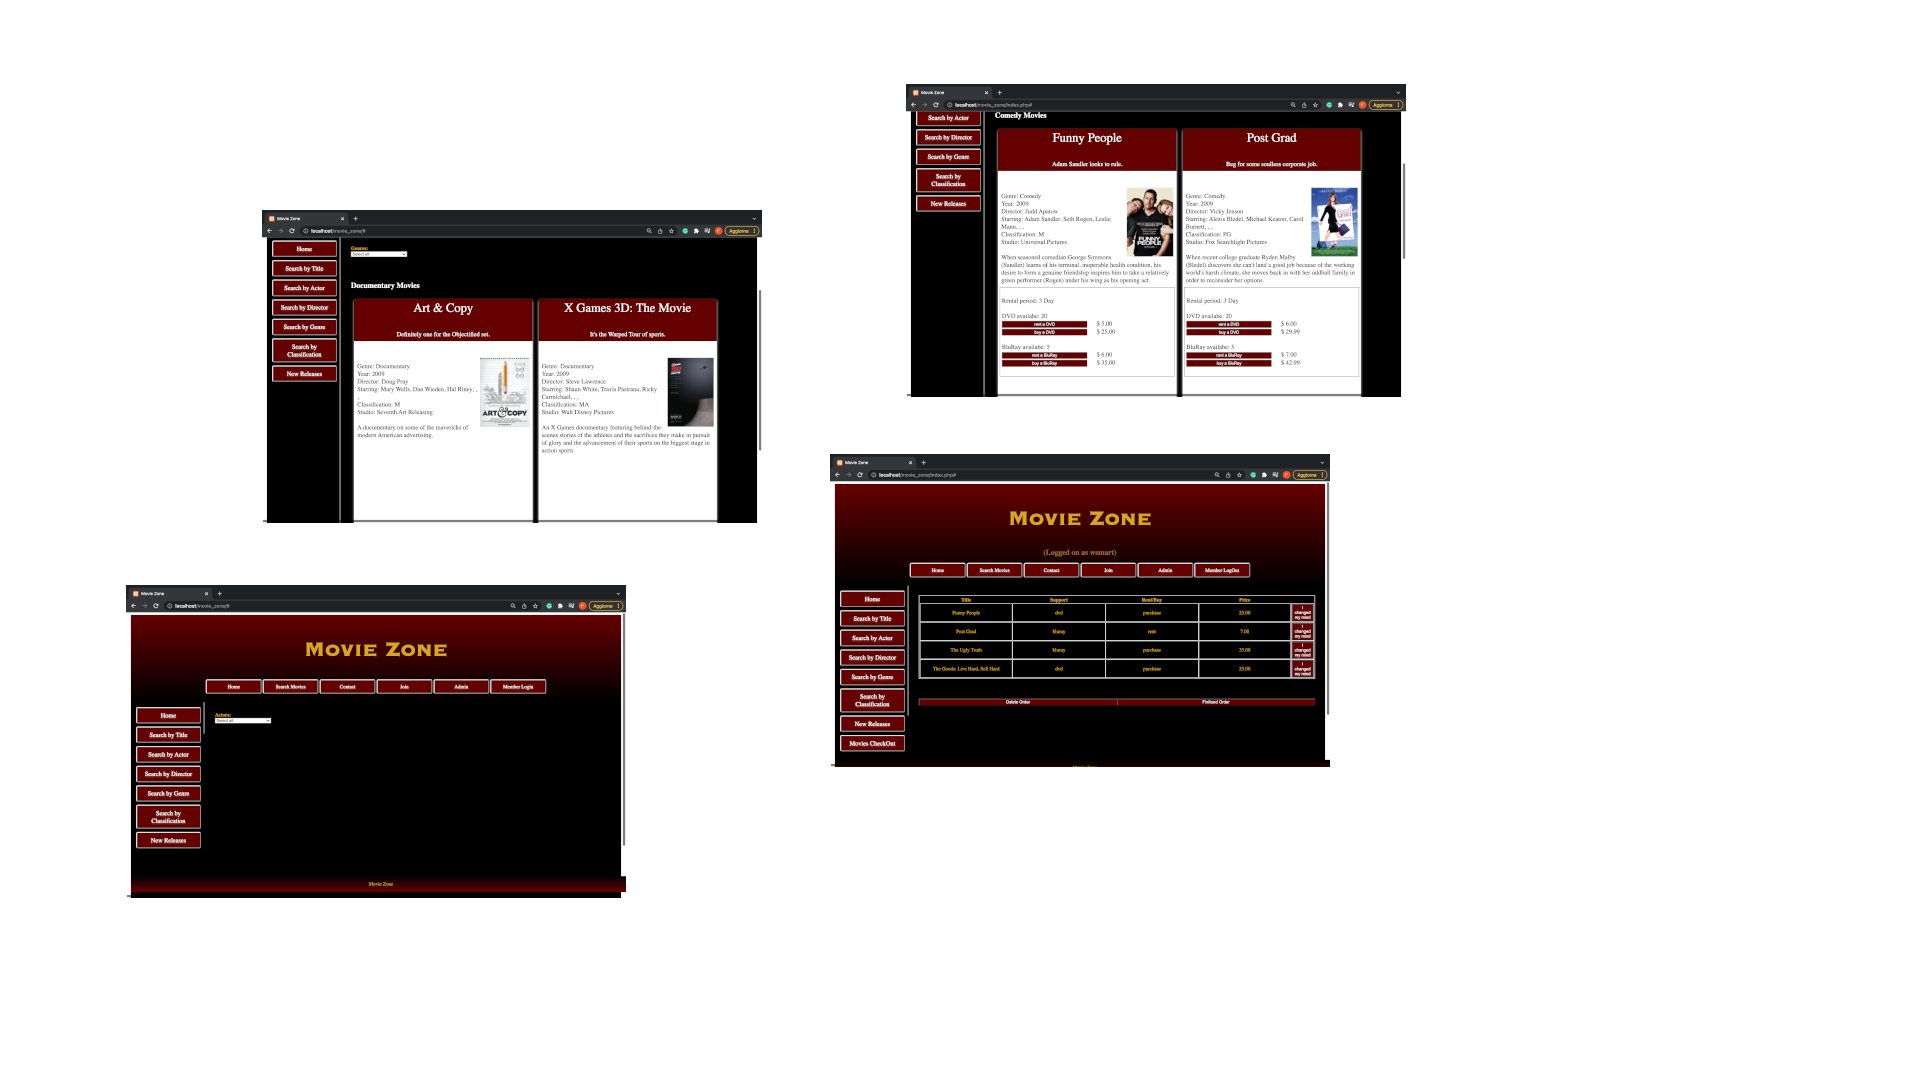 Movie Zone
localhost/movie_zone/#
Aggiorna
Home
Search by Title
Search by Actor
Search by Director
Search by Genre
Search by
Classification
New Releases
Genres:
Select all
Documentary Movies
Art & Copy
Definitely one for the Objectified set.
Genre: Documentary
Year: 2009
Director: Doug Pray
Starring: Mary Wells, Dan Wieden, Hal Riney, ,
,
Classification: M
Studio: Seventh Art Releasing
A documentary on some of the mavericks of
modern American advertising.
ART & COPY
X Games 3D: The Movie
It's the Warped Tour of sports.
Genre: Documentary
Year: 2009
Director: Steve Lawrence
Starring: Shaun White, Travis Pastrana, Ricky
Carmichael, , ,
Classification: MA
Studio: Walt Disney Pictures
An X Games documentary featuring behind-the-
scenes stories of the athletes and the sacrifices they make in pursuit
of glory and the advancement of their sports on the biggest stage in
action sports.
Movie Zone
localhost/movie_zone/index.php#
Aggiorna
Search by Actor
Search by Director
Search by Genre
Search by
Classification
New Releases
Comedy Movies
Funny People
Adam Sandler looks to rule.
Genre: Comedy
Year: 2009
Director: Judd Apatow
Starring: Adam Sandler, Seth Rogen, Leslie
Mann, , ,
Classification: M
Studio: Universal Pictures
FUNNY
PEOPLE
When seasoned comedian George Simmons
(Sandler) learns of his terminal, inoperable health condition, his
desire to form a genuine friendship inspires him to take a relatively
green performer (Rogen) under his wing as his opening act.
Rental period: 3 Day
DVD availabe: 20
rent a DVD $ 5.00
buy a DVD $ 25.00
BluRay availabe: 5
rent a BluRay $ 6.00
buy a BluRay $ 35.00
Post Grad
Beg for some soulless corporate job.
Genre: Comedy
Year: 2009
Director: Vicky Jenson
Starring: Alexis Bledel, Michael Keaton, Carol
Burnett, , ,
Classification: PG
Studio: Fox Searchlight Pictures
When recent college graduate Ryden Malby
(Bledel) discovers she can't land a good job because of the working
world's harsh climate, she moves back in with her oddball family in
order to reconsider her options.
Rental period: 3 Day
DVD availabe: 20
rent a DVD $ 6.00
buy a DVD $ 29.99
BluRay availabe: 5
rent a BluRay $ 7.00
buy a BluRay $ 42.99
Movie Zone
localhost/movie_zone/#
Aggiorna
MOVIE ZONE
Home Search Movies Contact Join Admin Member Login
Home
Search by Title
Search by Actor
Search by Director
Search by Genre
Search by
Classification
New Releases
Actors:
Select all
Movie Zone
Movie Zone
localhost/movie_zone/index.php#
Aggiorna
MOVIE ZONE
(Logged on as wsmart)
Home Search Movies Contact Join Admin Member LogOut
Home
Search by Title
Search by Actor
Search by Director
Search by Genre
Search by
Classification
New Releases
Movies CheckOut
Title Support Rent/Buy Price
Funny People dvd purchase 25.00 I changed my mind
Post Grad bluray rent 7.00 I changed my mind
The Ugly Truth bluray purchase 35.00 I changed my mind
The Goods: Live Hard, Sell Hard dvd purchase 25.00 I changed my mind
Delete Order Finilised Order